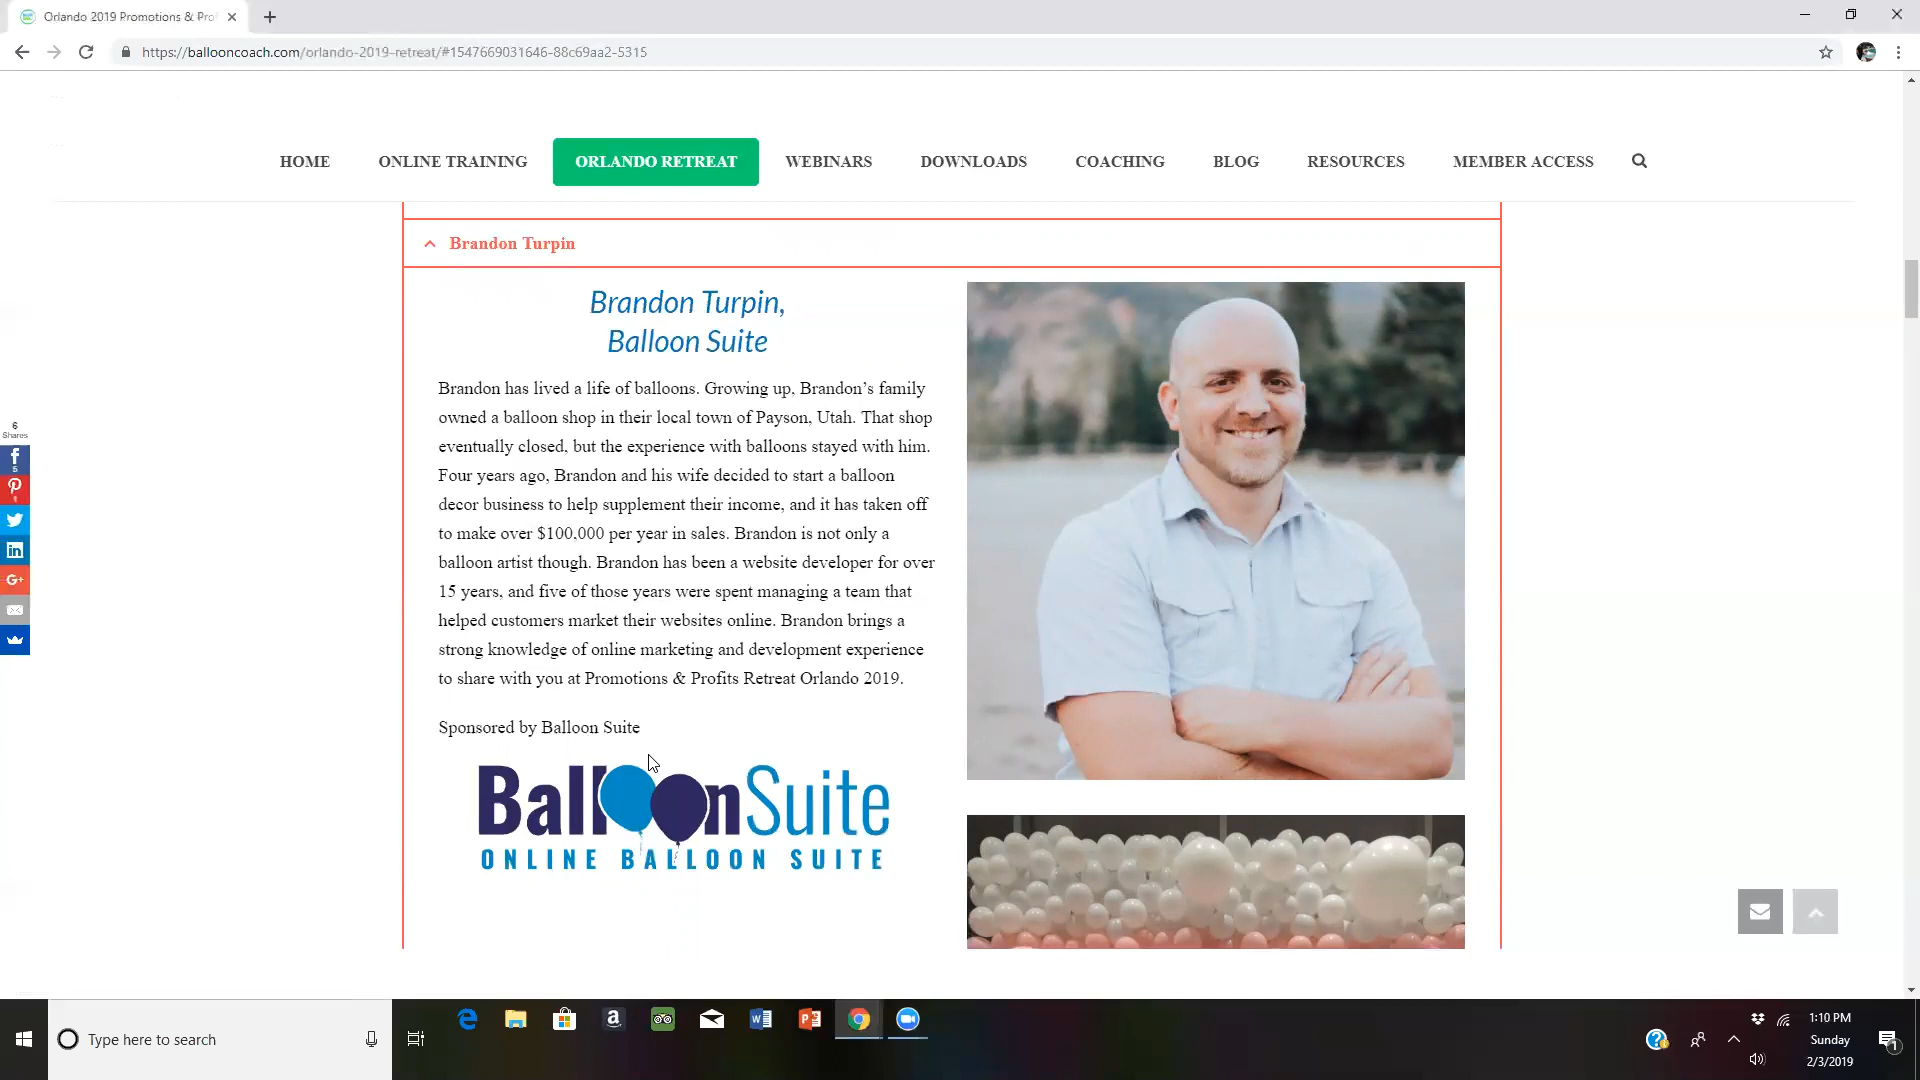 Orlando 2019 Promotions & Pro
https://ballooncoach.com/orlando-2019-retreat/#1547669031646-88c69aa2-5315
HOME ONLINE TRAINING ORLANDO RETREAT WEBINARS DOWNLOADS COACHING BLOG RESOURCES MEMBER ACCESS
Brandon Turpin
Brandon Turpin,
Balloon Suite
Brandon has lived a life of balloons. Growing up, Brandon’s family
owned a balloon shop in their local town of Payson, Utah. That shop
eventually closed, but the experience with balloons stayed with him.
Four years ago, Brandon and his wife decided to start a balloon
decor business to help supplement their income, and it has taken off
to make over $100,000 per year in sales. Brandon is not only a
balloon artist though. Brandon has been a website developer for over
15 years, and five of those years were spent managing a team that
helped customers market their websites online. Brandon brings a
strong knowledge of online marketing and development experience
to share with you at Promotions & Profits Retreat Orlando 2019.
Sponsored by Balloon Suite
BalloonSuite
ONLINE BALLOON SUITE
6
Shares
5
G+
Type here to search
1:10 PM
Sunday
2/3/2019
1